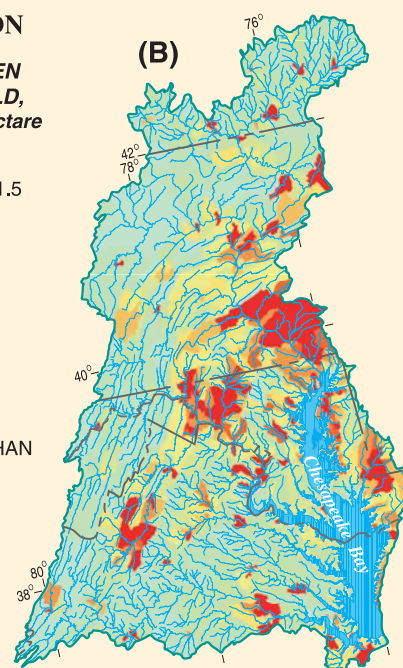 ON
EN
LD,
ctare
1.5
HAN
(B)
76°
42°
78°
40°
80°
38°
Chesapeake Bay